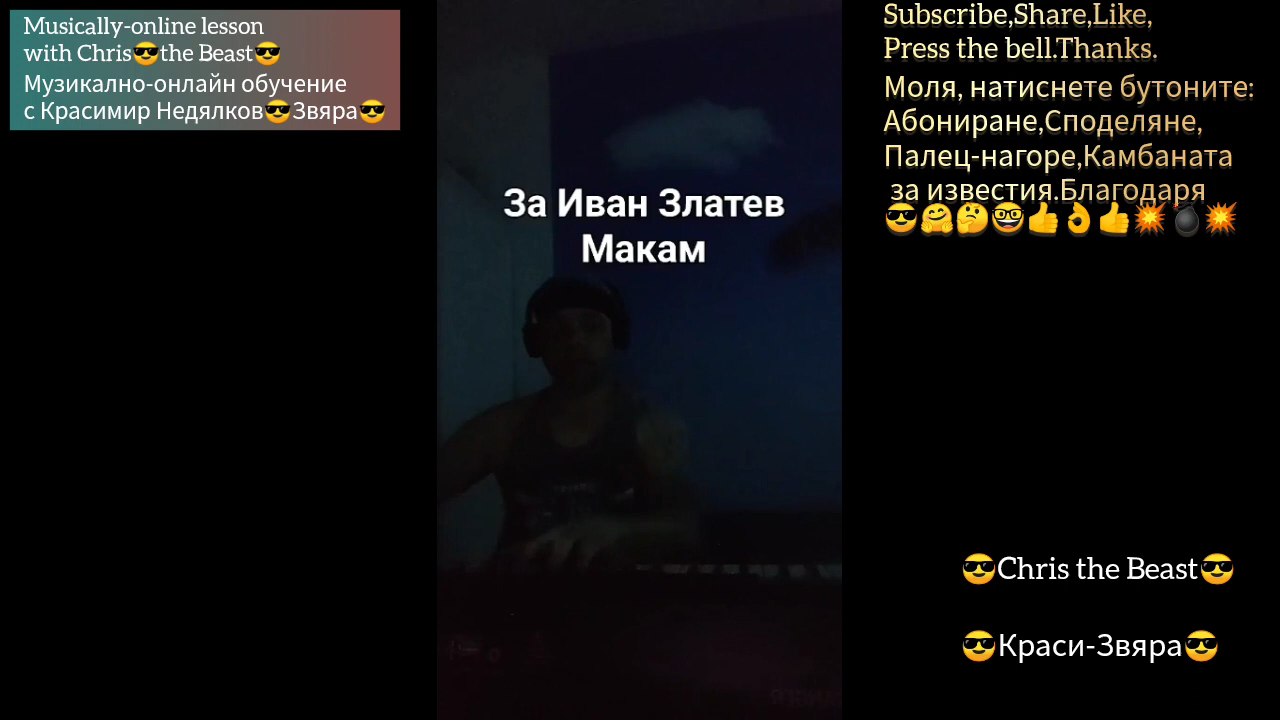 Musically-online lesson
with Chris😎the Beast😎
Музикално-онлайн обучение
с Красимир Недялков😎Звяра😎
За Иван Златев
Макам
Subscribe,Share,Like,
Press the bell.Thanks.
Моля, натиснете бутоните:
Абониране,Споделяне,
Палец-нагоре,Камбаната
за известия.Благодаря
😎🤗🤔🤓👍👌👍💥💣💥
😎Chris the Beast😎
😎Краси-Звяра😎